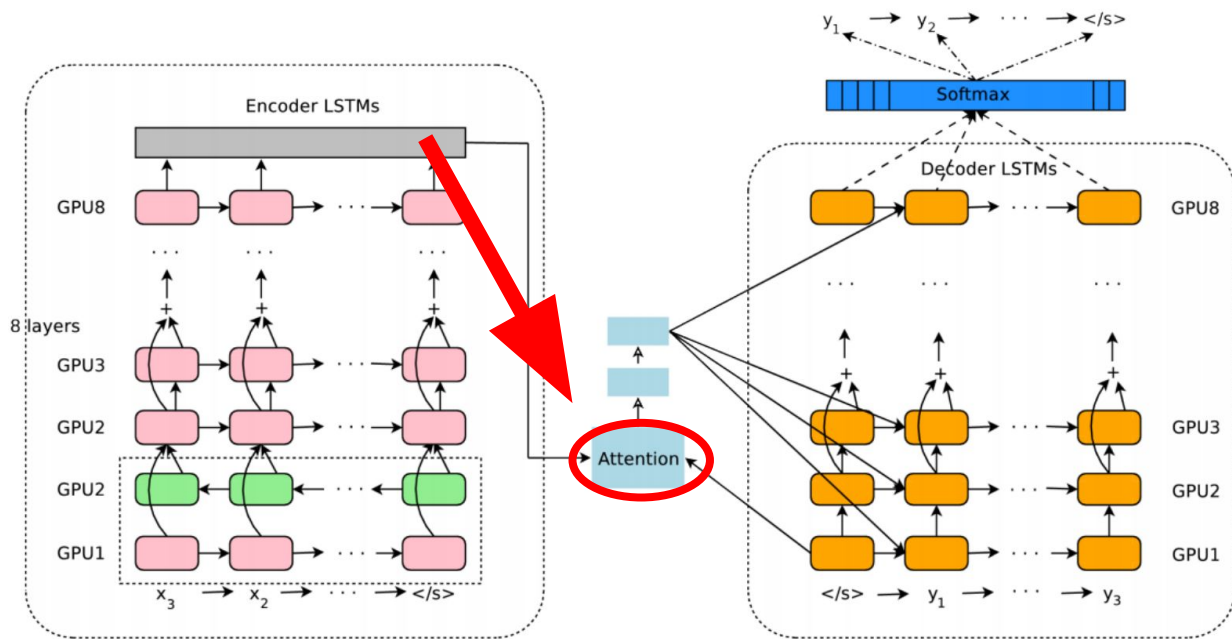 y1 y2 · · · </s>
Softmax
Encoder LSTMs
Decoder LSTMs
GPU8
· · ·
GPU8
· · ·
· · · · · · · · ·
· · · · · ·
+ + +
8 layers
GPU3
· · ·
+ + +
GPU2
· · ·
GPU3
· · ·
Attention
GPU2
· · ·
GPU2
· · ·
GPU1
· · ·
GPU1
· · ·
x3 x2 · · · </s>
</s> y1 · · · y3